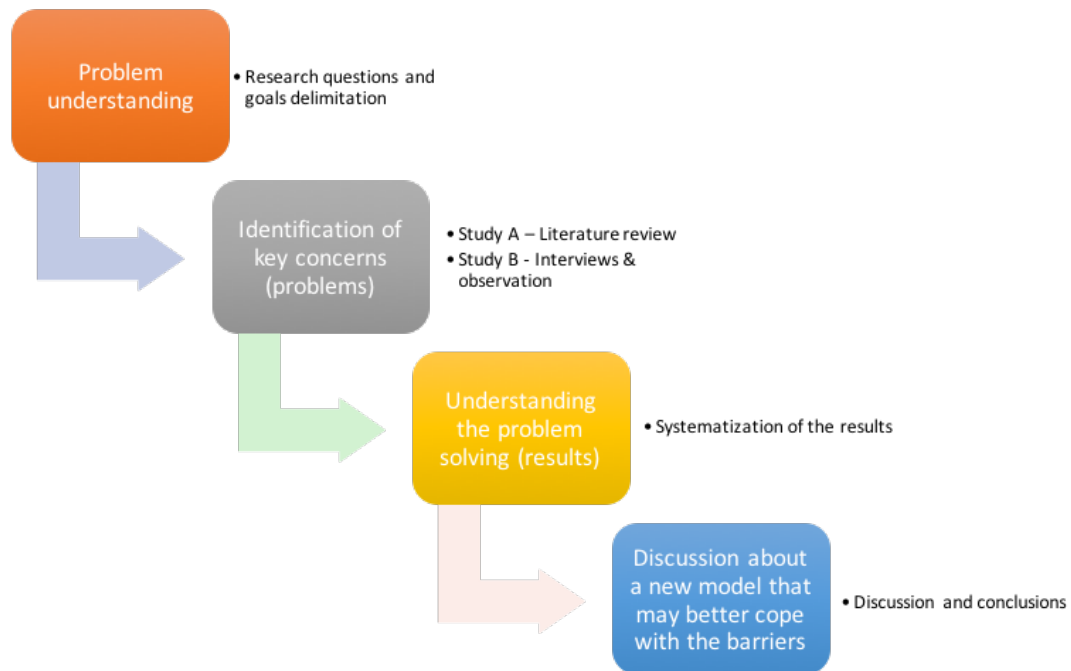 Problem
understanding
• Research questions and
goals delimitation
Identification of
key concerns
(problems)
• Study A – Literature review
• Study B - Interviews &
observation
Understanding
the problem
solving (results)
• Systematization of the results
Discussion about
a new model that
may better cope
with the barriers
• Discussion and conclusions